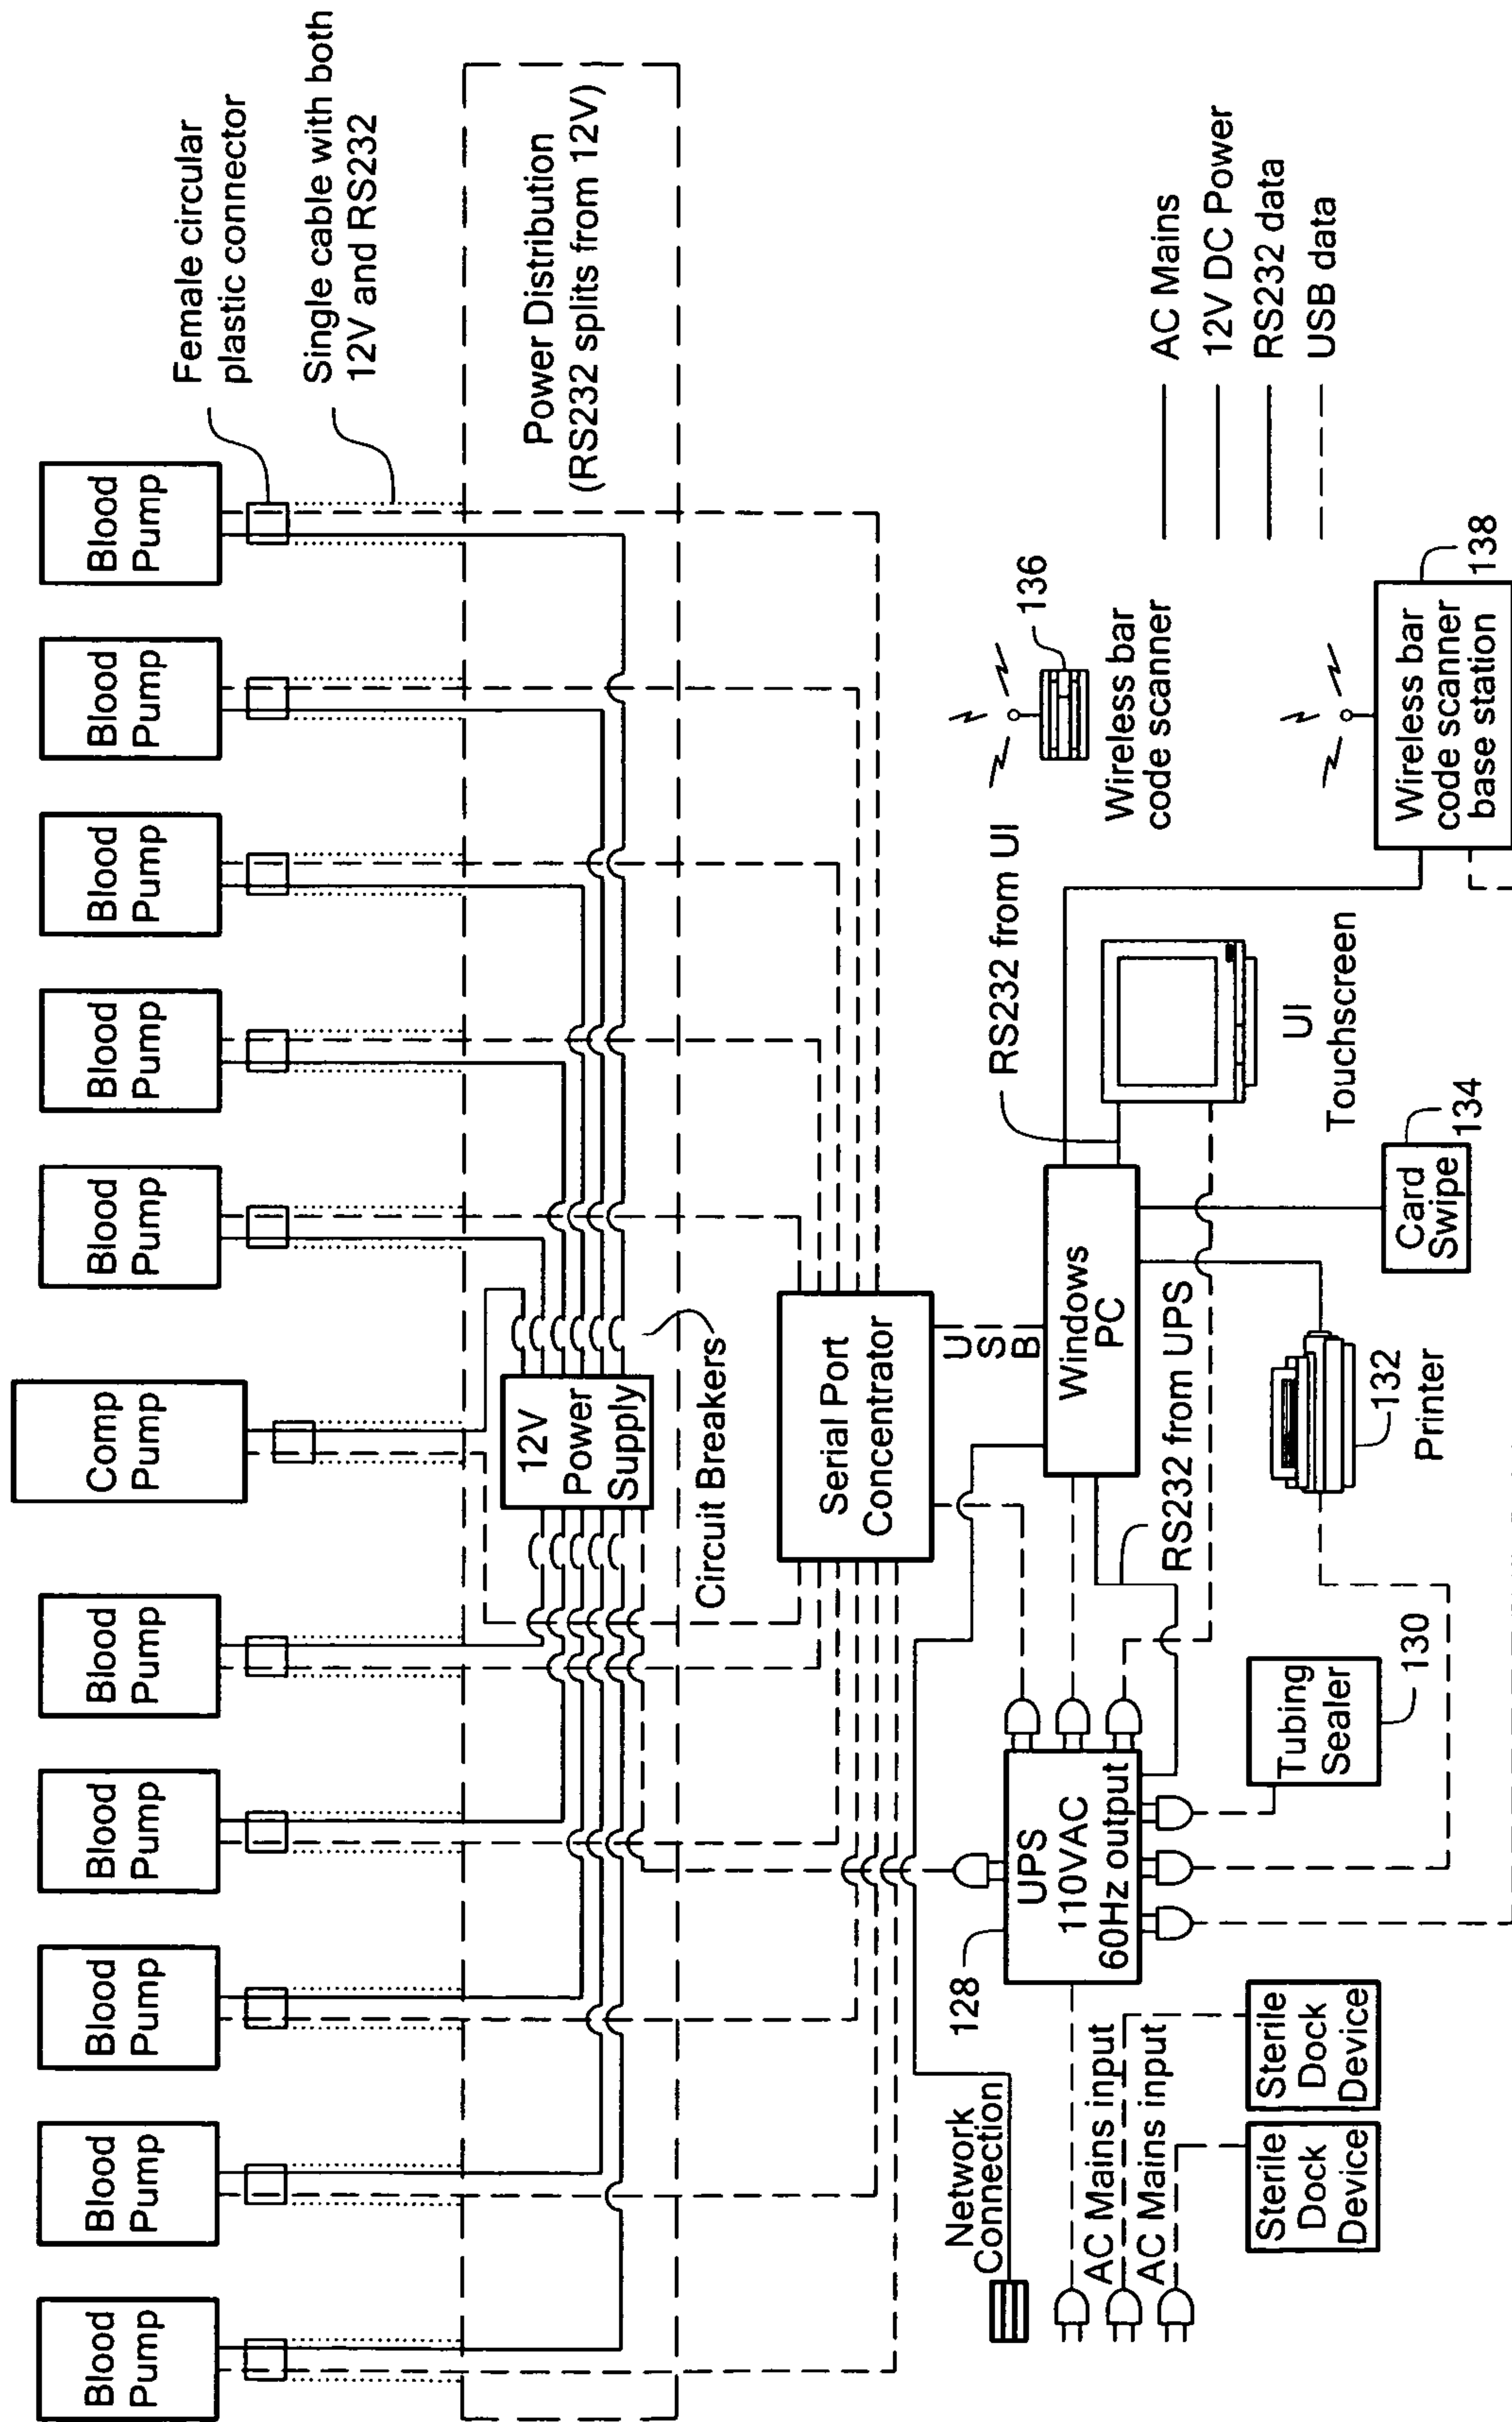 Blood
Pump
Blood
Pump
Blood
Pump
Blood
Pump
Blood
Pump
Comp
Pump
Blood
Pump
Blood
Pump
Blood
Pump
Blood
Pump
Blood
Pump
Female circular
plastic connector
Single cable with both
12V and RS232
Power Distribution
(RS232 splits from 12V)
12V
Power
Supply
Circuit Breakers
Serial Port
Concentrator
U
S
B
Network
Connection
AC Mains input
AC Mains input
128
UPS
110VAC
60Hz output
Windows
PC
RS232 from UPS
RS232 from UI
UI
Touchscreen
136
Wireless bar
code scanner
AC Mains
12V DC Power
RS232 data
USB data
Sterile
Dock
Device
Sterile
Dock
Device
Tubing
Sealer
130
132
Printer
Card
Swipe
134
Wireless bar
code scanner
base station
138